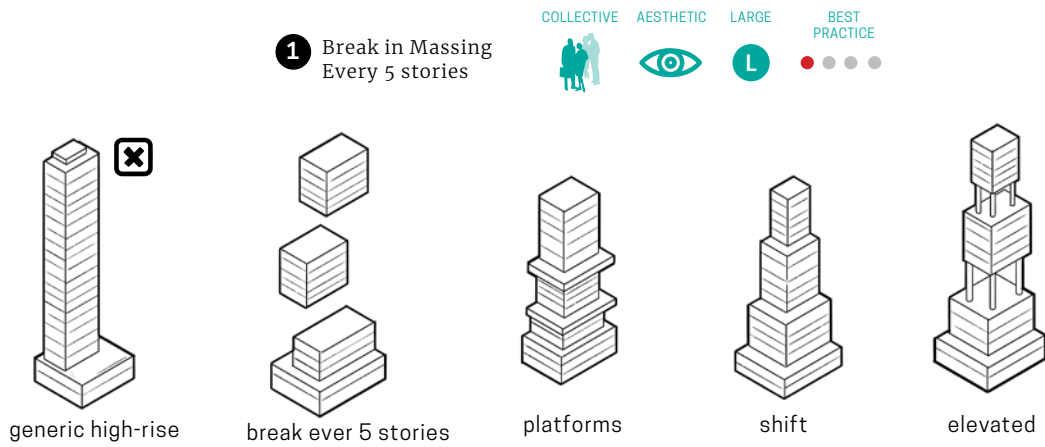 COLLECTIVE
AESTHETIC
LARGE
BEST
PRACTICE
1
Break in Massing
Every 5 stories
L
generic high-rise
break ever 5 stories
platforms
shift
elevated